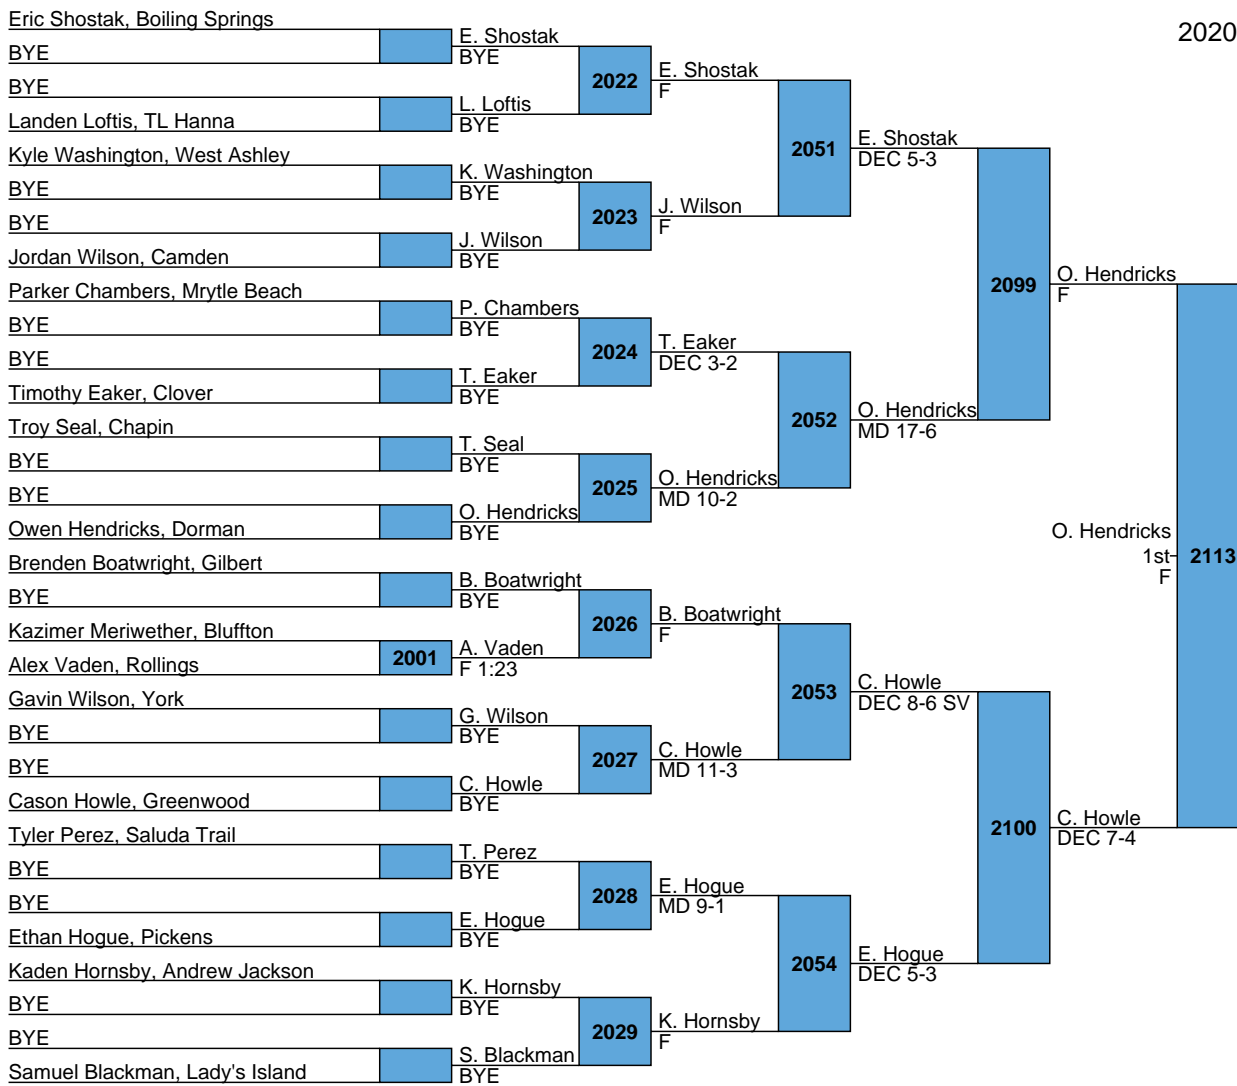 Eric Shostak, Boiling Springs
BYE
BYE
Landen Loftis, TL Hanna
Kyle Washington, West Ashley
BYE
BYE
Jordan Wilson, Camden
Parker Chambers, Mrytle Beach
BYE
BYE
Timothy Eaker, Clover
Troy Seal, Chapin
BYE
BYE
Owen Hendricks, Dorman
Brenden Boatwright, Gilbert
BYE
Kazimer Meriwether, Bluffton
Alex Vaden, Rollings
Gavin Wilson, York
BYE
BYE
Cason Howle, Greenwood
Tyler Perez, Saluda Trail
BYE
BYE
Ethan Hogue, Pickens
Kaden Hornsby, Andrew Jackson
BYE
BYE
Samuel Blackman, Lady's Island
2001
E. Shostak
BYE
L. Loftis
BYE
K. Washington
BYE
J. Wilson
BYE
P. Chambers
BYE
T. Eaker
BYE
T. Seal
BYE
O. Hendricks
BYE
B. Boatwright
BYE
A. Vaden
F 1:23
G. Wilson
BYE
C. Howle
BYE
T. Perez
BYE
E. Hogue
BYE
K. Hornsby
BYE
S. Blackman
BYE
2022
2023
2024
2025
2026
2027
2028
2029
E. Shostak
F
J. Wilson
F
T. Eaker
DEC 3-2
O. Hendricks
MD 10-2
B. Boatwright
F
C. Howle
MD 11-3
E. Hogue
MD 9-1
K. Hornsby
F
2051
2052
2053
2054
E. Shostak
DEC 5-3
O. Hendricks
MD 17-6
C. Howle
DEC 8-6 SV
E. Hogue
DEC 5-3
2099
2100
O. Hendricks
F
C. Howle
DEC 7-4
O. Hendricks
1st
F
2113
2020